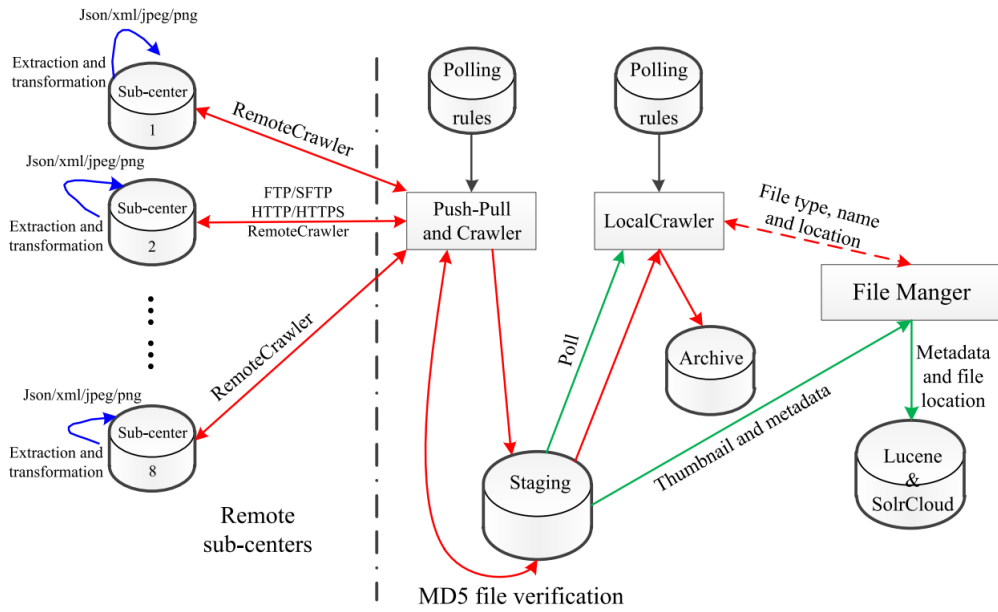 Json/xml/jpeg/png
Extraction and
transformation
Sub-center
1
RemoteCrawler
Json/xml/jpeg/png
Extraction and
transformation
Sub-center
2
FTP/SFTP
HTTP/HTTPS
RemoteCrawler
Json/xml/jpeg/png
Extraction and
transformation
Sub-center
8
RemoteCrawler
Remote
sub-centers
Polling
rules
Push-Pull
and Crawler
Polling
rules
LocalCrawler
File type, name
and location
File Manger
Poll
Archive
Staging
Thumbnail and metadata
Metadata
and file
location
Lucene
&
SolrCloud
MD5 file verification